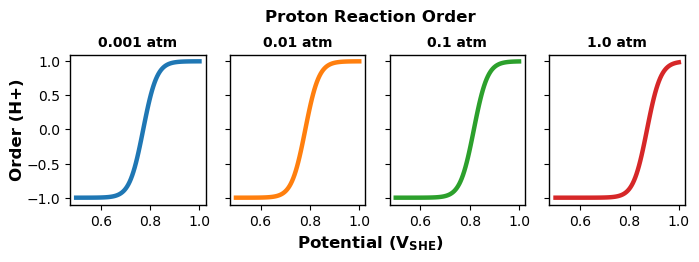 Proton Reaction Order
0.001 atm 0.01 atm 0.1 atm 1.0 atm
Order (H+)
1.0
0.5
0.0
−0.5
−1.0
0.6 0.8 1.0 0.6 0.8 1.0 0.6 0.8 1.0 0.6 0.8 1.0
Potential (V_SHE)